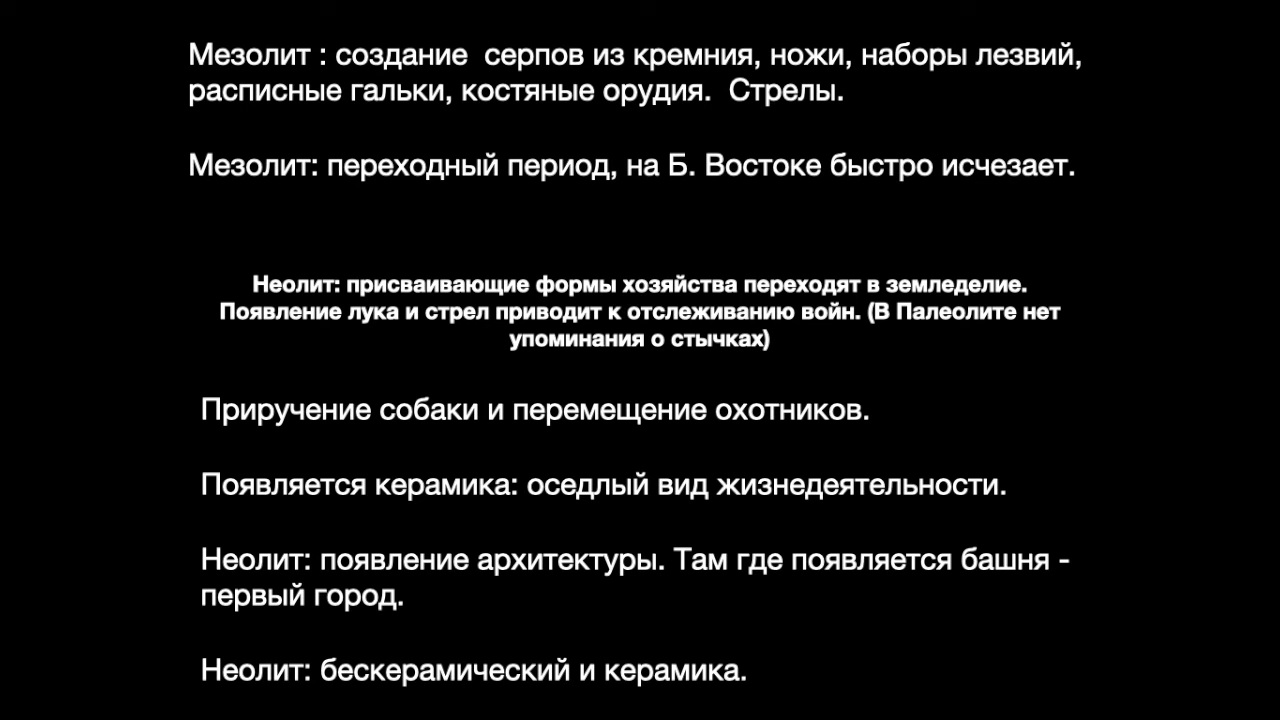 Мезолит : создание  серпов из кремния, ножи, наборы лезвий,
расписные гальки, костяные орудия.  Стрелы.
Мезолит: переходный период, на Б. Востоке быстро исчезает.
Неолит: присваивающие формы хозяйства переходят в земледелие.
Появление лука и стрел приводит к отслеживанию войн. (В Палеолите нет
упоминания о стычках)
Приручение собаки и перемещение охотников.
Появляется керамика: оседлый вид жизнедеятельности.
Неолит: появление архитектуры. Там где появляется башня -
первый город.
Неолит: бескерамический и керамика.